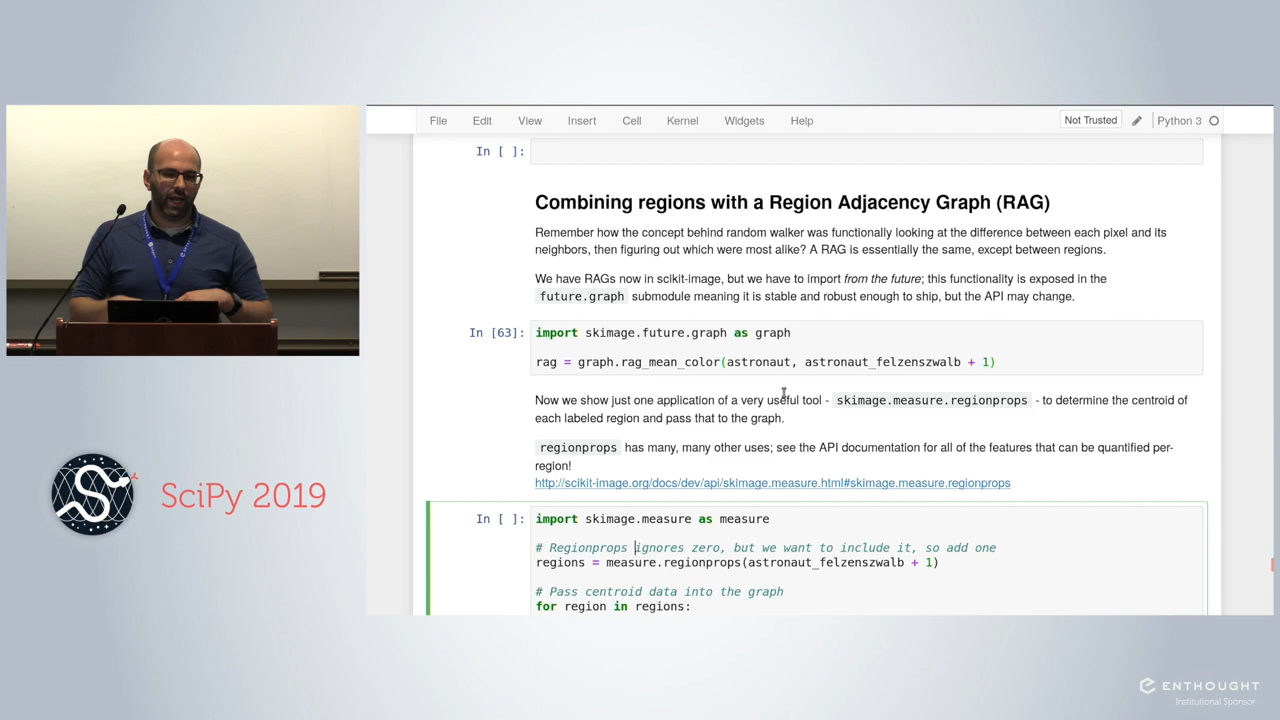 File Edit View Insert Cell Kernel Widgets Help Not Trusted Python 3
In [ ]:
Combining regions with a Region Adjacency Graph (RAG)
Remember how the concept behind random walker was functionally looking at the difference between each pixel and its
neighbors, then figuring out which were most alike? A RAG is essentially the same, except between regions.
We have RAGs now in scikit-image, but we have to import from the future; this functionality is exposed in the
future.graph submodule meaning it is stable and robust enough to ship, but the API may change.
In [63]: import skimage.future.graph as graph
rag = graph.rag_mean_color(astronaut, astronaut_felzenszwalb + 1)
Now we show just one application of a very useful tool - skimage.measure.regionprops - to determine the centroid of
each labeled region and pass that to the graph.
regionprops has many, many other uses; see the API documentation for all of the features that can be quantified per-
region!
http://scikit-image.org/docs/dev/api/skimage.measure.html#skimage.measure.regionprops
In [ ]: import skimage.measure as measure
# Regionprops ignores zero, but we want to include it, so add one
regions = measure.regionprops(astronaut_felzenszwalb + 1)
# Pass centroid data into the graph
for region in regions:
SciPy 2019
ENTHOUGHT
Institutional Sponsor